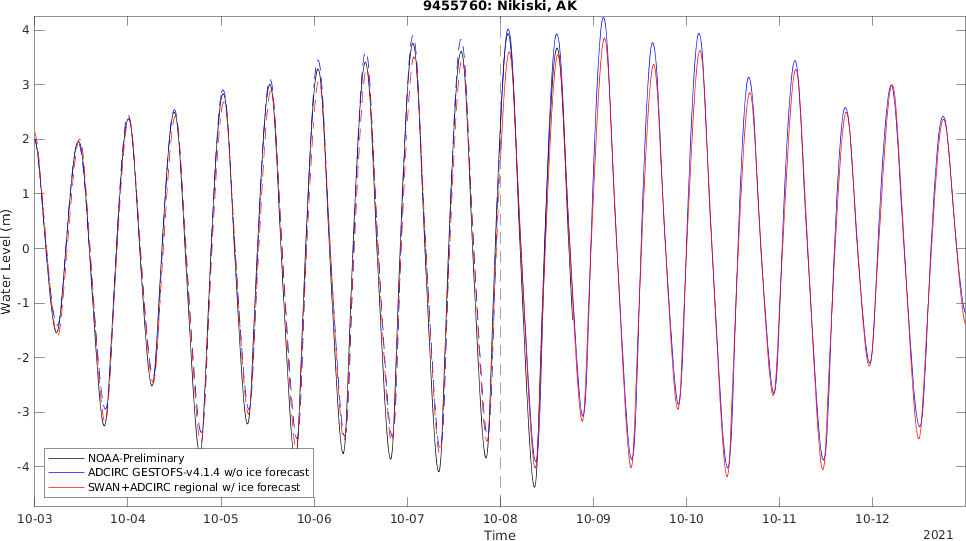 9455760: Nikiski, AK
4
3
2
1
0
-1
-2
-3
-4
Water Level (m)
NOAA-Preliminary
ADCIRC GESTOFS-v4.1.4 w/o ice forecast
SWAN+ADCIRC regional w/ ice forecast
10-03 10-04 10-05 10-06 10-07 10-08 10-09 10-10 10-11 10-12
Time
2021